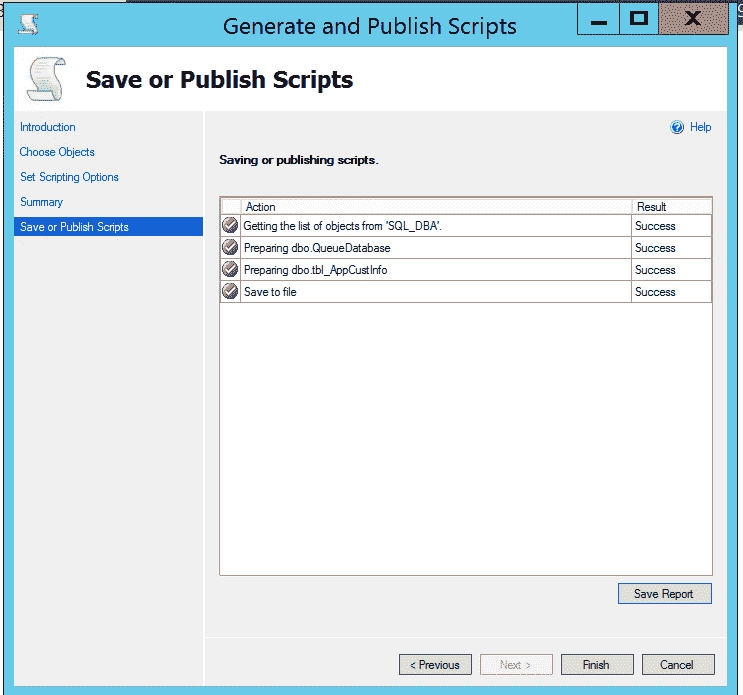 Generate and Publish Scripts
Save or Publish Scripts
Introduction
Choose Objects
Set Scripting Options
Summary
Save or Publish Scripts
Help
Saving or publishing scripts.
Action Result
Getting the list of objects from 'SQL_DBA'. Success
Preparing dbo.QueueDatabase Success
Preparing dbo.tbl_AppCustInfo Success
Save to file Success
Save Report
< Previous Next > Finish Cancel